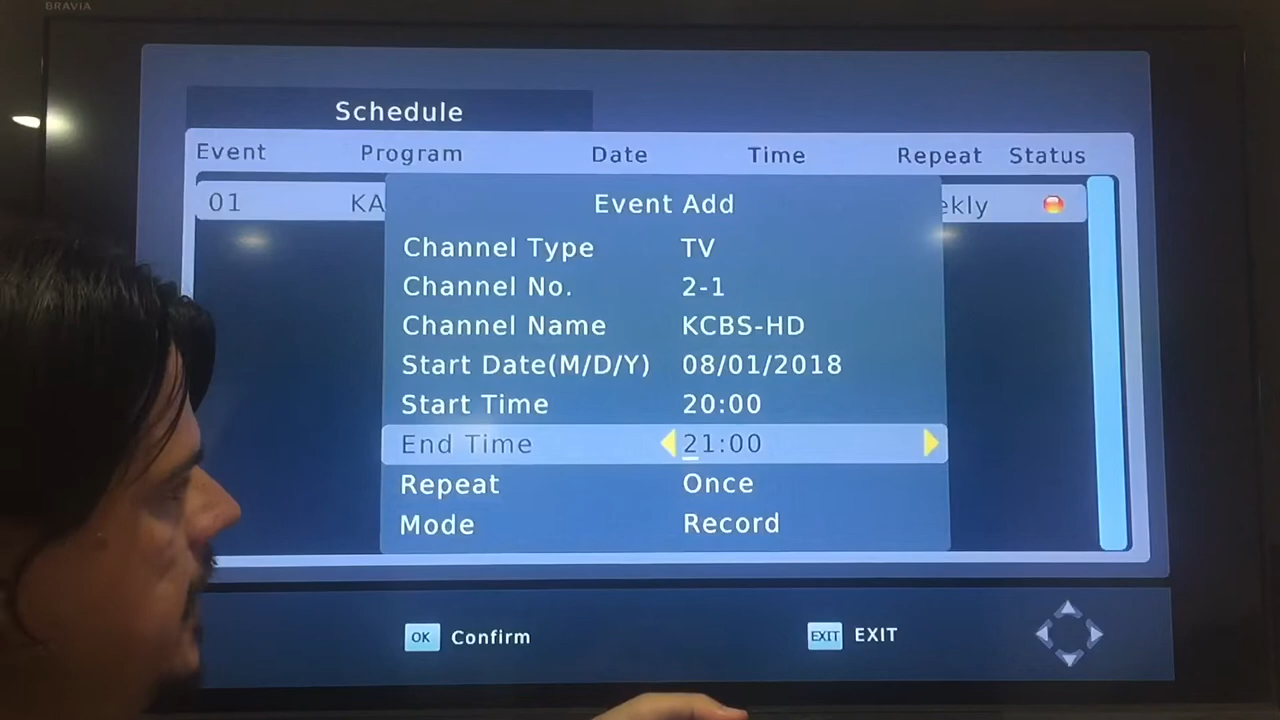 BRAVIA
Schedule
Event Program Date Time Repeat Status
01 KA ekly
Event Add
Channel Type TV
Channel No. 2-1
Channel Name KCBS-HD
Start Date(M/D/Y) 08/01/2018
Start Time 20:00
End Time 21:00
Repeat Once
Mode Record
OK Confirm EXIT EXIT